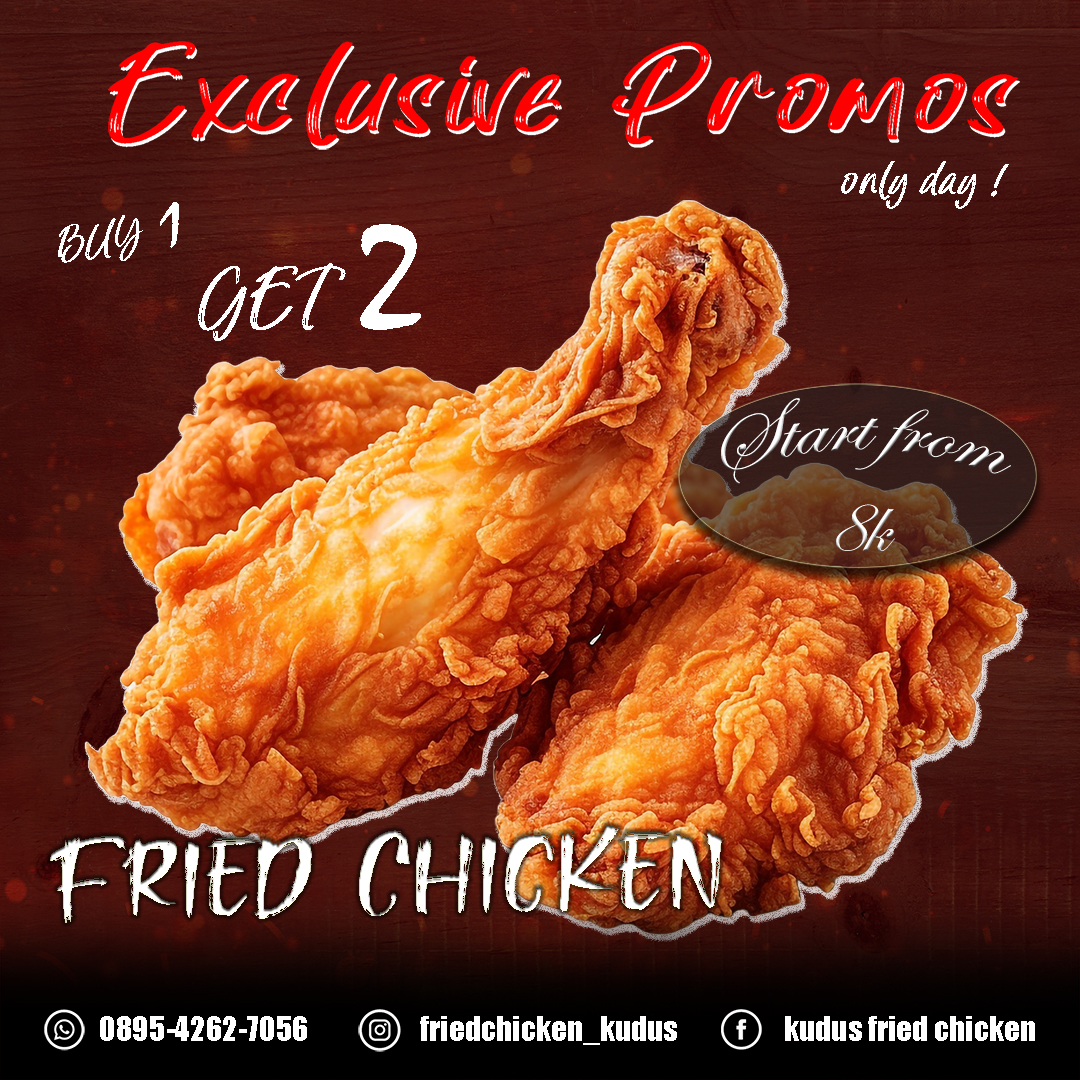 Exclusive Promos
only day !
BUY 1
GET 2
Start from
8k
FRIED CHICKEN
0895-4262-7056
friedchicken_kudus
kudus fried chicken